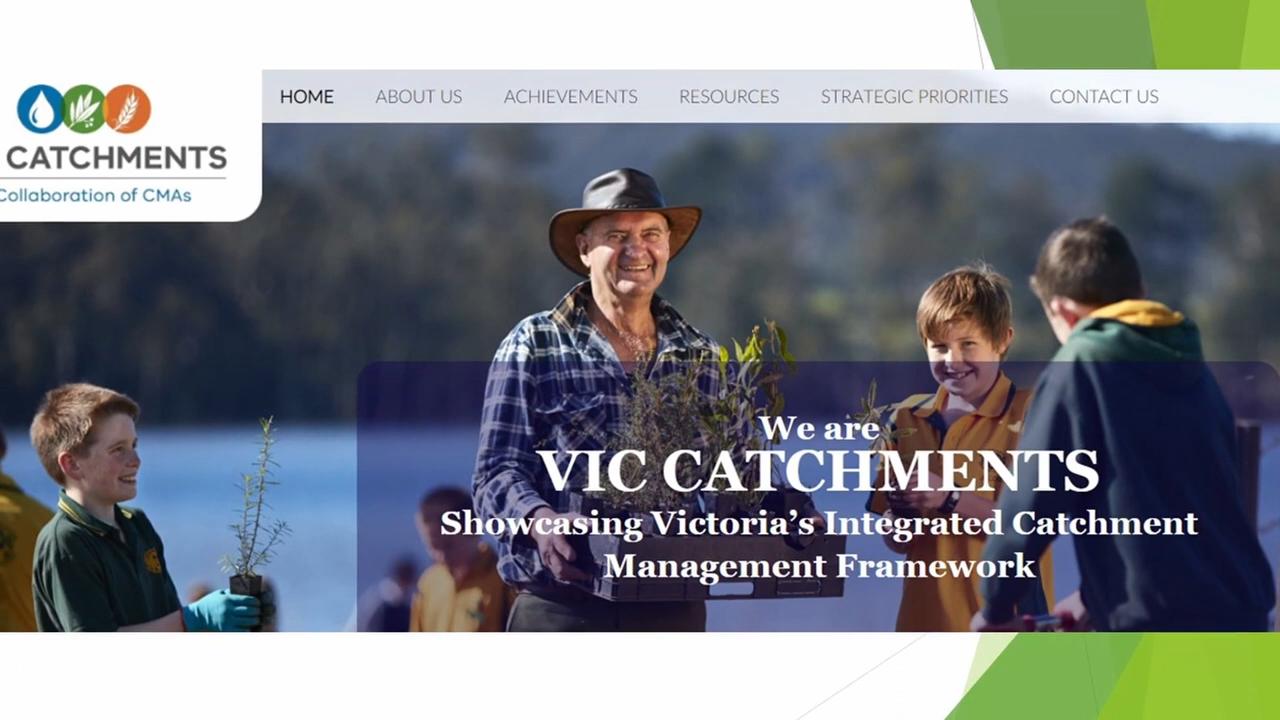 HOME ABOUT US ACHIEVEMENTS RESOURCES STRATEGIC PRIORITIES CONTACT US
CATCHMENTS
Collaboration of CMAs
We are
VIC CATCHMENTS
Showcasing Victoria's Integrated Catchment
Management Framework